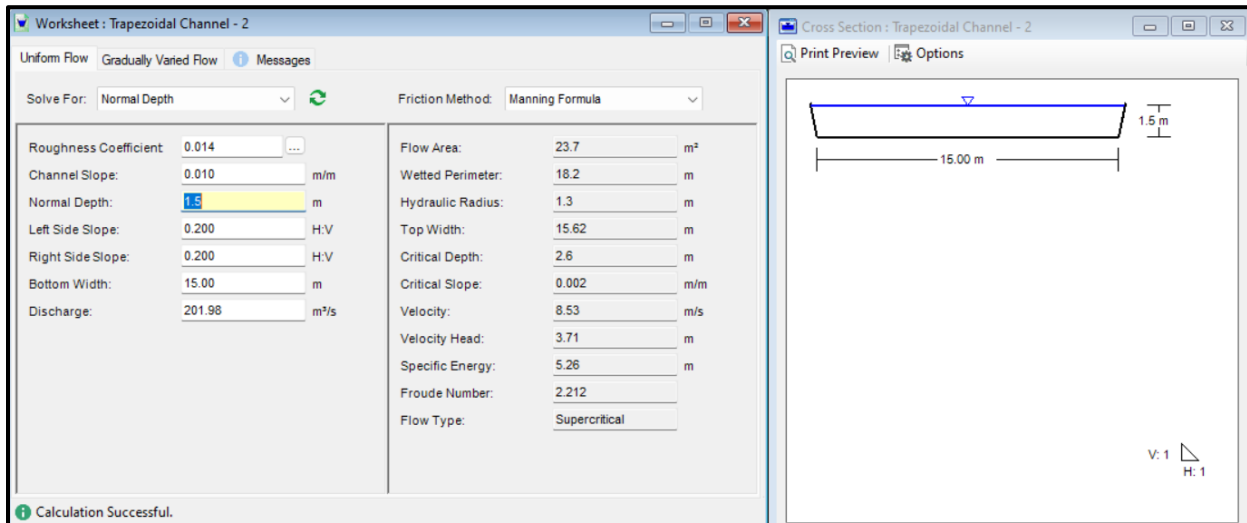 Worksheet : Trapezoidal Channel - 2
Uniform Flow Gradually Varied Flow Messages
Solve For: Normal Depth Friction Method: Manning Formula
Roughness Coefficient 0.014 ...
Channel Slope: 0.010 m/m
Normal Depth: 1.5 m
Left Side Slope: 0.200 H:V
Right Side Slope: 0.200 H:V
Bottom Width: 15.00 m
Discharge: 201.98 m³/s
Flow Area: 23.7 m²
Wetted Perimeter: 18.2 m
Hydraulic Radius: 1.3 m
Top Width: 15.62 m
Critical Depth: 2.6 m
Critical Slope: 0.002 m/m
Velocity: 8.53 m/s
Velocity Head: 3.71 m
Specific Energy: 5.26 m
Froude Number: 2.212
Flow Type: Supercritical
Calculation Successful.
Cross Section : Trapezoidal Channel - 2
Print Preview Options
1.5 m
15.00 m
V: 1
H: 1